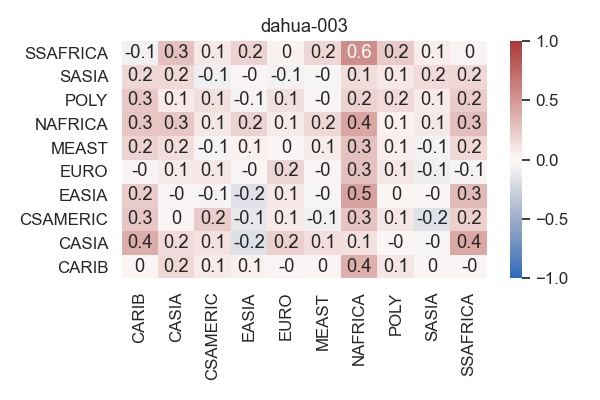 dahua-003
SSAFRICA -0.1 0.3 0.1 0.2 0 0.2 0.6 0.2 0.1 0
SASIA 0.2 0.2 -0.1 -0 -0.1 -0 0.1 0.1 0.2 0.2
POLY 0.3 0.1 0.1 -0.1 0.1 -0 0.2 0.2 0.1 0.2
NAFRICA 0.3 0.3 0.1 0.2 0.1 0.2 0.4 0.1 0.1 0.3
MEAST 0.2 0.2 -0.1 0.1 0 0.1 0.3 0.1 -0.1 0.2
EURO -0 0.1 0.1 -0 0.2 -0 0.3 0.1 -0.1 -0.1
EASIA 0.2 -0 -0.1 -0.2 0.1 -0 0.5 0 -0 0.3
CSAMERIC 0.3 0 0.2 -0.1 0.1 -0.1 0.3 0.1 -0.2 0.2
CASIA 0.4 0.2 0.1 -0.2 0.2 0.1 0.1 -0 -0 0.4
CARIB 0 0.2 0.1 0.1 -0 0 0.4 0.1 0 -0
CARIB CASIA CSAMERIC EASIA EURO MEAST NAFRICA POLY SASIA SSAFRICA
1.0
0.5
0.0
−0.5
−1.0